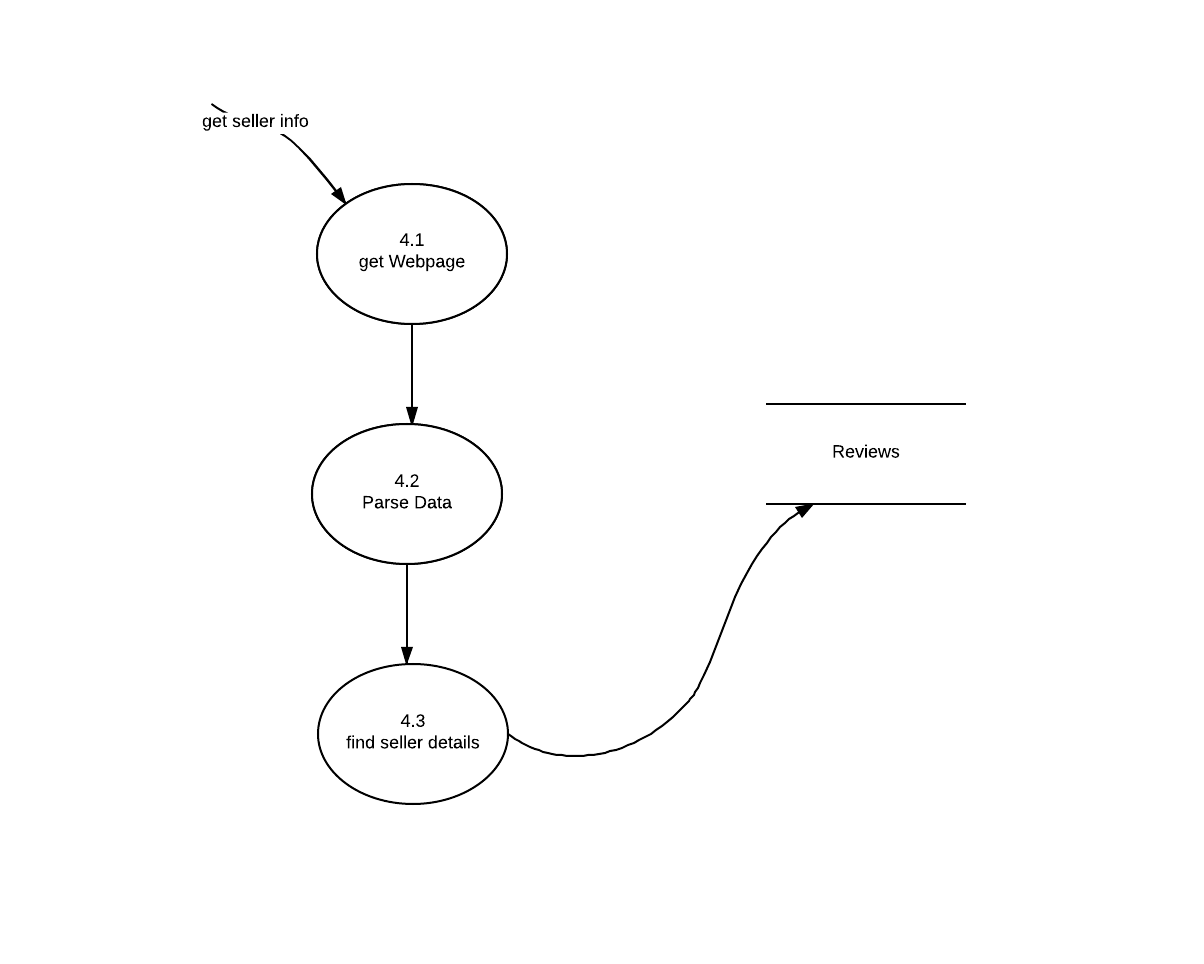 get seller info
4.1
get Webpage
4.2
Parse Data
Reviews
4.3
find seller details